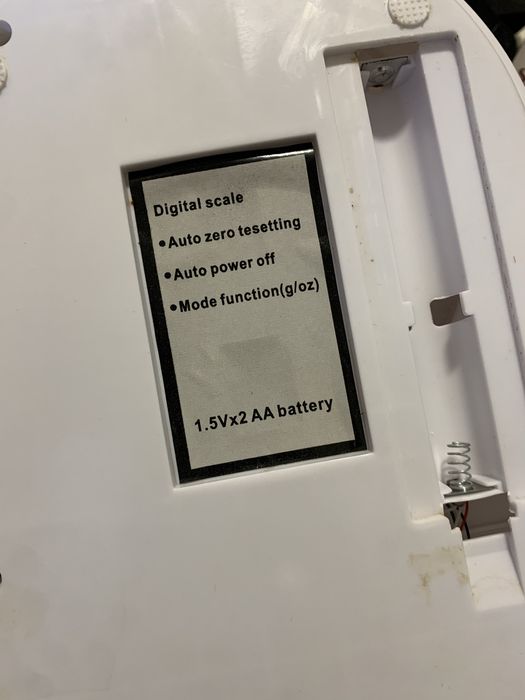 Digital scale
•Auto zero tesetting
•Auto power off
•Mode function(g/oz)
1.5Vx2 AA battery